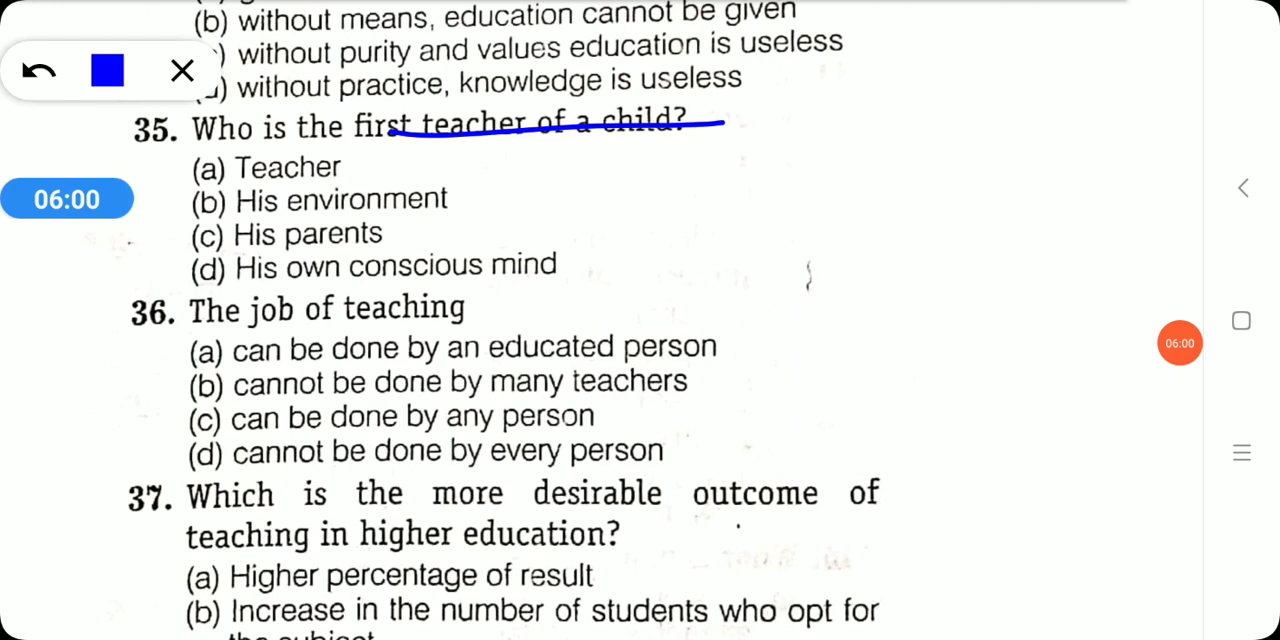 (b) without means, education cannot be given
) without purity and values education is useless
) without practice, knowledge is useless
35. Who is the first teacher of a child?
(a) Teacher
06:00
(b) His environment
(c) His parents
(d) His own conscious mind
36. The job of teaching
06:00
(a) can be done by an educated person
(b) cannot be done by many teachers
(c) can be done by any person
(d) cannot be done by every person
37. Which is the more desirable outcome of
teaching in higher education?
(a) Higher percentage of result
(b) Increase in the number of students who opt for
the subject